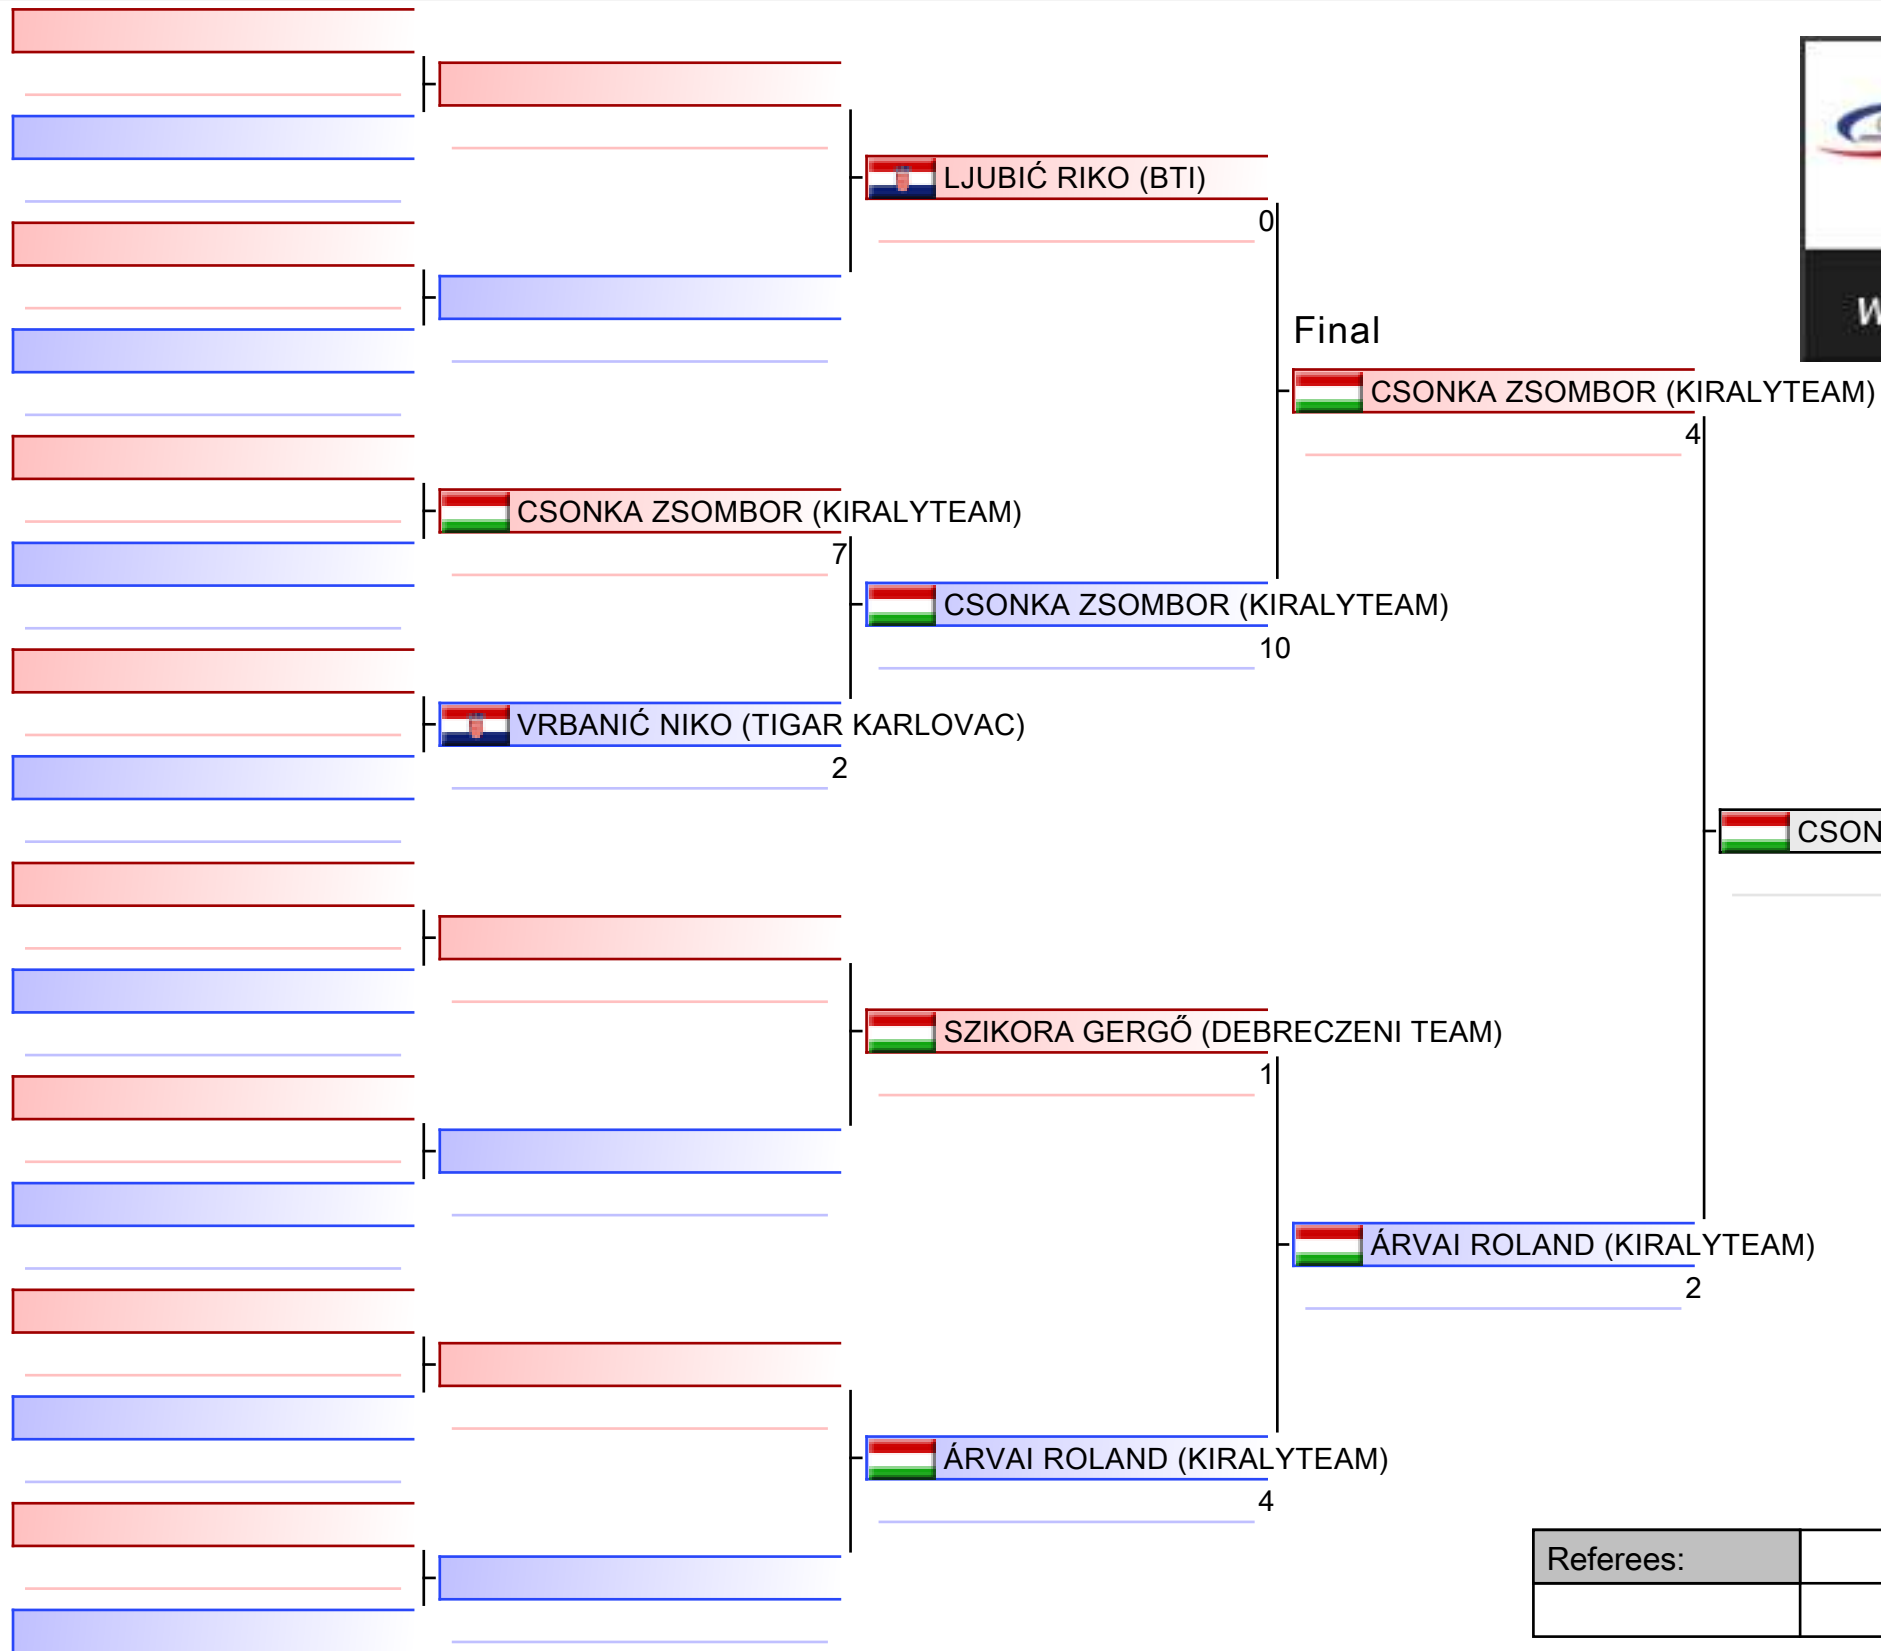 LJUBIĆ RIKO (BTI)
0
Final
CSONKA ZSOMBOR (KIRALYTEAM)
4
CSONKA ZSOMBOR (KIRALYTEAM)
7
CSONKA ZSOMBOR (KIRALYTEAM)
10
VRBANIĆ NIKO (TIGAR KARLOVAC)
2
CSON
SZIKORA GERGŐ (DEBRECZENI TEAM)
1
ÁRVAI ROLAND (KIRALYTEAM)
2
ÁRVAI ROLAND (KIRALYTEAM)
4
Referees: